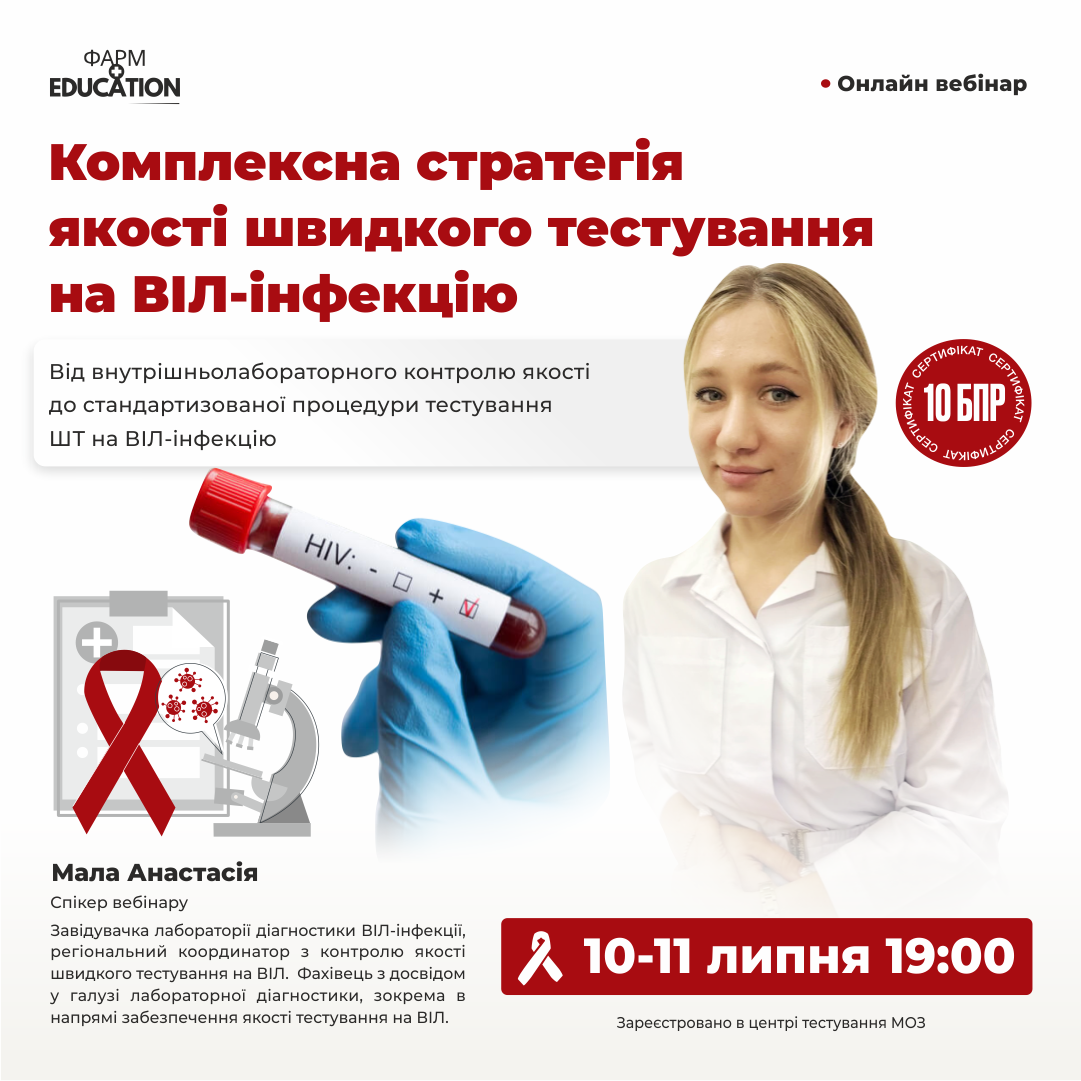 ФАРМ
EDUCATION
• Онлайн вебінар
Комплексна стратегія
якості швидкого тестування
на ВІЛ-інфекцію
Від внутрішньолабораторного контролю якості
до стандартизованої процедури тестування
ШТ на ВІЛ-інфекцію
СЕРТИФІКАТ СЕРТИФІКАТ СЕРТИФІКАТ СЕРТИФІКАТ
10 БПР
HIV: - +
Мала Анастасія
Спікер вебінару
Завідувачка лабораторії діагностики ВІЛ-інфекції,
регіональний координатор з контролю якості
швидкого тестування на ВІЛ. Фахівець з досвідом
у галузі лабораторної діагностики, зокрема в
напрямі забезпечення якості тестування на ВІЛ.
10-11 липня 19:00
Зареєстровано в центрі тестування МОЗ